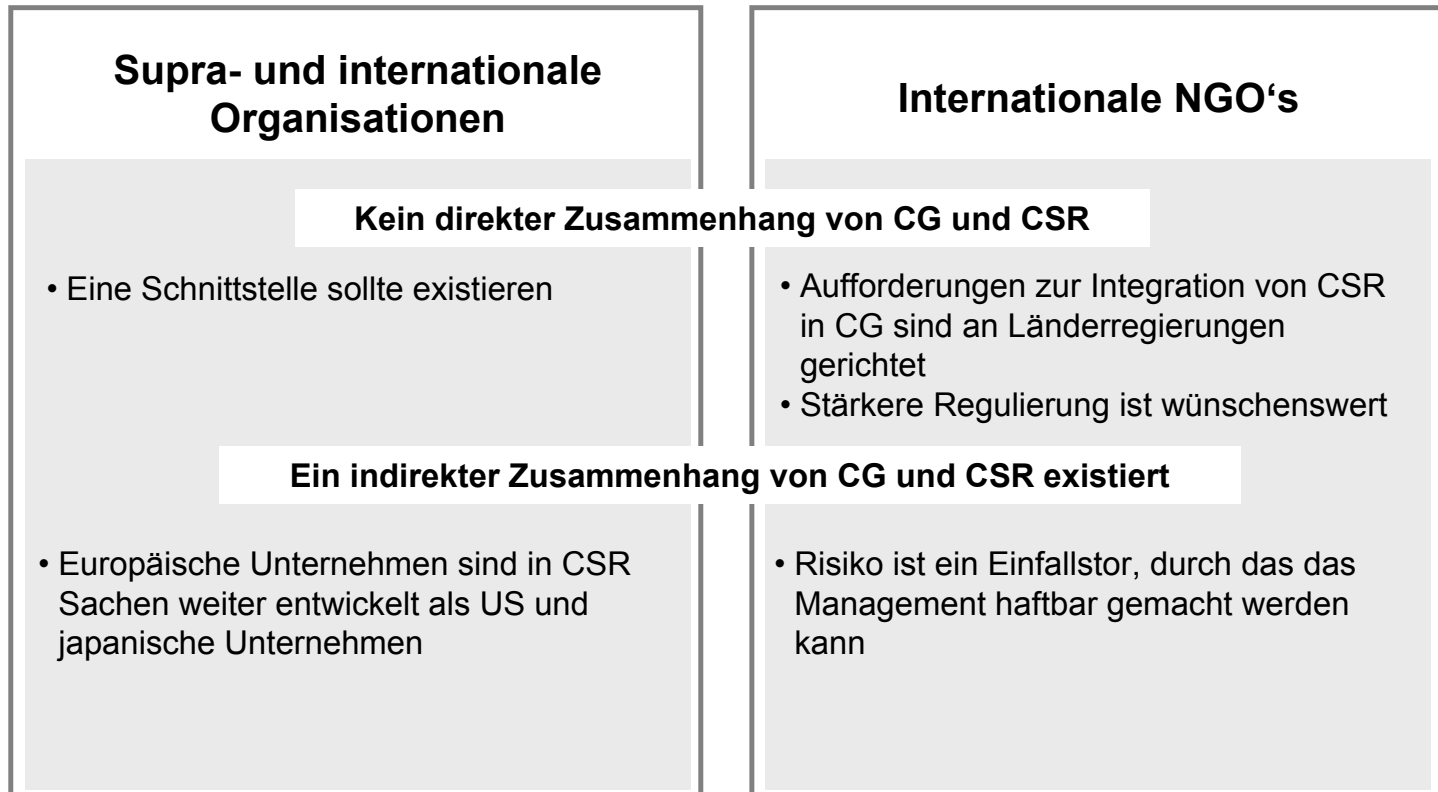 Supra- und internationale
Organisationen
Internationale NGO‘s
Kein direkter Zusammenhang von CG und CSR
• Eine Schnittstelle sollte existieren
• Aufforderungen zur Integration von CSR
in CG sind an Länderregierungen
gerichtet
• Stärkere Regulierung ist wünschenswert
Ein indirekter Zusammenhang von CG und CSR existiert
• Europäische Unternehmen sind in CSR
Sachen weiter entwickelt als US und
japanische Unternehmen
• Risiko ist ein Einfallstor, durch das das
Management haftbar gemacht werden
kann